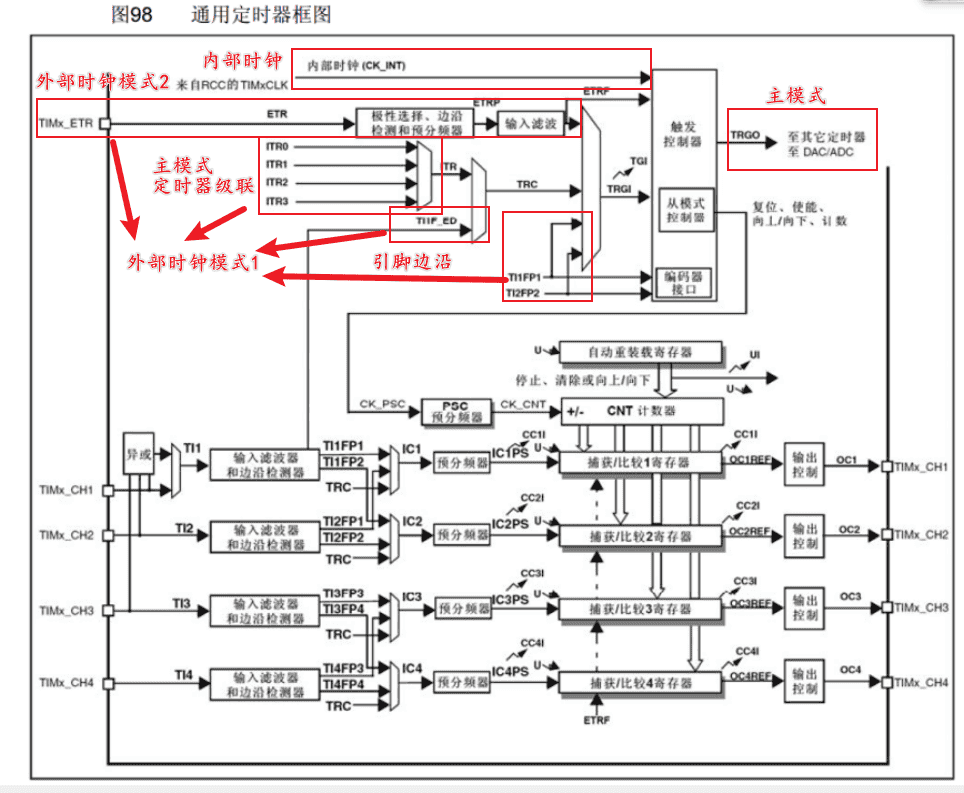 图98 通用定时器框图
内部时钟
内部时钟 (CK_INT)
外部时钟模式2
来自RCC的TIMxCLK
ETRF
主模式
TIMx_ETR
ETR
极性选择、边沿
检测和预分频器
ETRP
输入滤波
触发
控制器
TRGO
至其它定时器
至 DAC/ADC
主模式
定时器级联
ITR0
ITR1
ITR2
ITR3
ITR
TRC
TGI
TRGI
从模式
控制器
复位、使能、
向上/向下、计数
TI1F_ED
外部时钟模式1
引脚边沿
TI1FP1
TI2FP2
编码器
接口
U
自动重装载寄存器
UI
停止、清除或向上/向下
U
CK_PSC
PSC
预分频器
CK_CNT
+/-
CNT 计数器
异或
TI1
输入滤波器
和边沿检测器
TI1FP1
TI1FP2
TRC
IC1
预分频器
CC1I
IC1PS
U
捕获/比较1寄存器
CC1I
OC1REF
输出
控制
OC1
TIMx_CH1
TIMx_CH1
TIMx_CH2
TI2
输入滤波器
和边沿检测器
TI2FP1
TI2FP2
TRC
IC2
预分频器
CC2I
IC2PS
U
捕获/比较2寄存器
CC2I
OC2REF
输出
控制
OC2
TIMx_CH2
TIMx_CH3
TI3
输入滤波器
和边沿检测器
TI3FP3
TI3FP4
TRC
IC3
预分频器
CC3I
IC3PS
U
捕获/比较3寄存器
CC3I
OC3REF
输出
控制
OC3
TIMx_CH3
TIMx_CH4
TI4
输入滤波器
和边沿检测器
TI4FP3
TI4FP4
TRC
IC4
预分频器
CC4I
IC4PS
U
捕获/比较4寄存器
CC4I
OC4REF
输出
控制
OC4
TIMx_CH4
ETRF